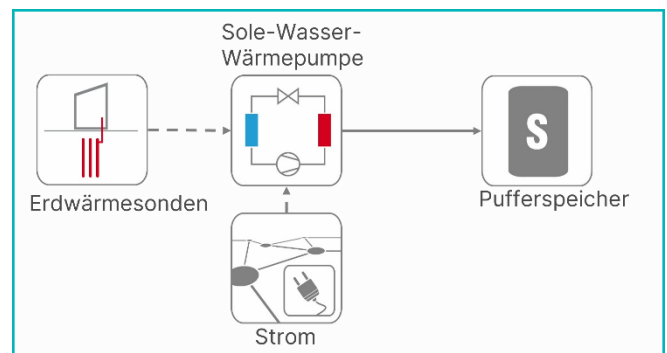 Sole-Wasser-
Wärmepumpe
S
Erdwärmesonden
Pufferspeicher
Strom